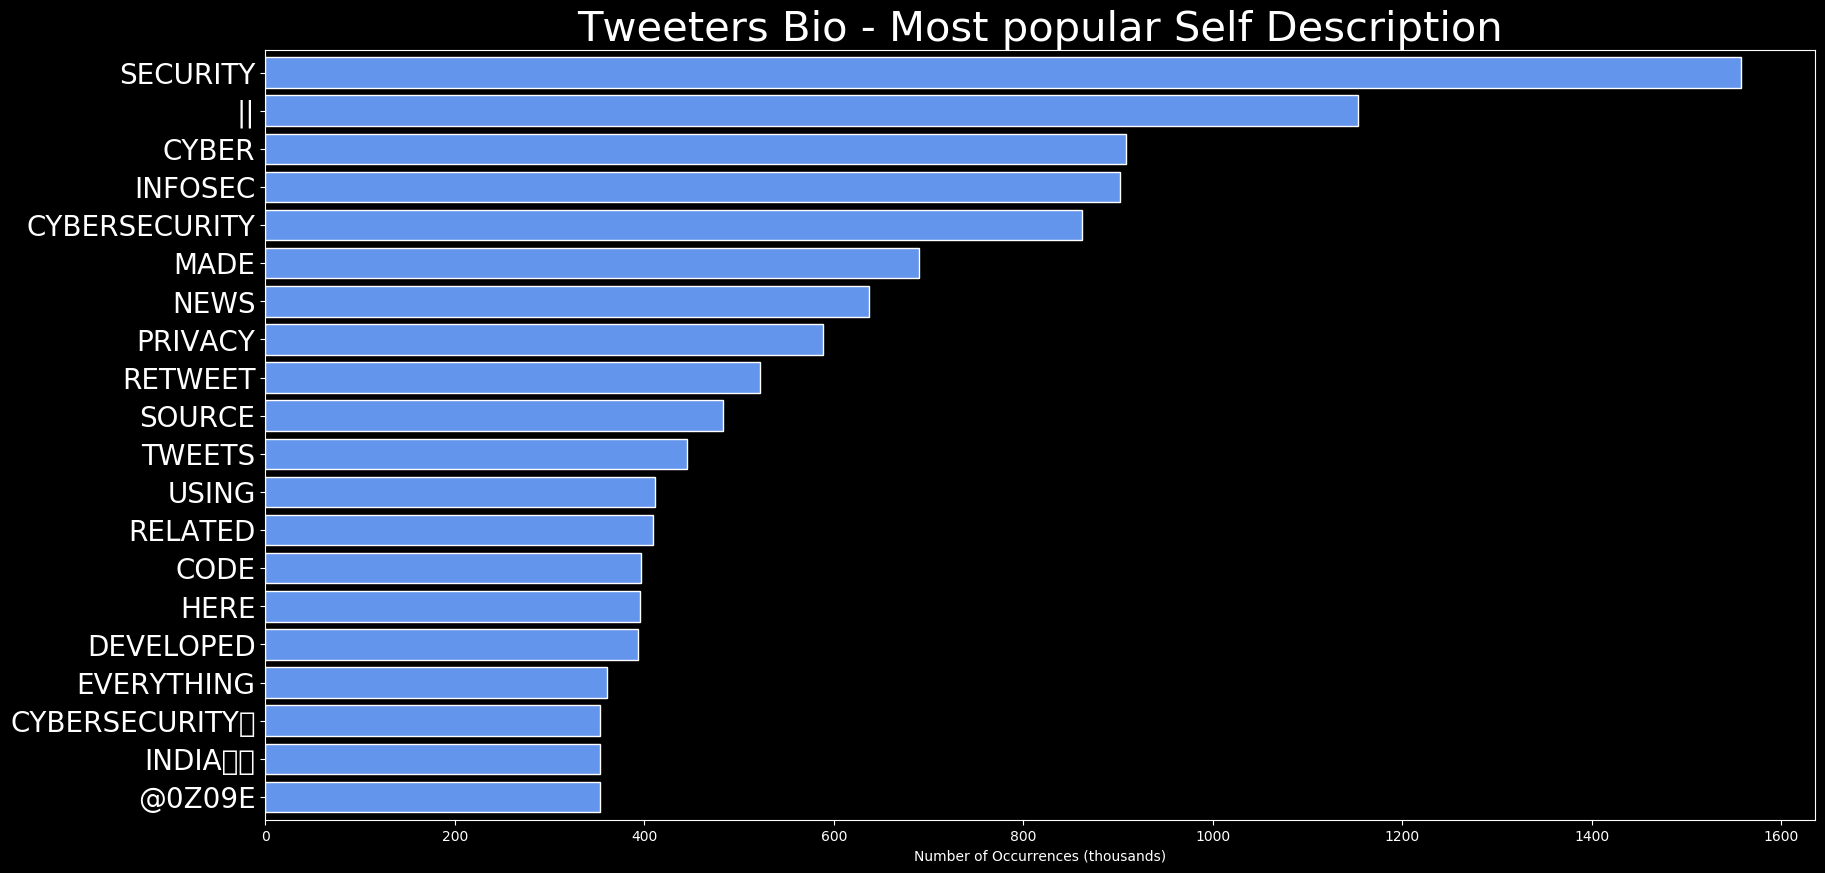 Tweeters Bio - Most popular Self Description
SECURITY
||
CYBER
INFOSEC
CYBERSECURITY
MADE
NEWS
PRIVACY
RETWEET
SOURCE
TWEETS
USING
RELATED
CODE
HERE
DEVELOPED
EVERYTHING
CYBERSECURITY▯
INDIA▯▯
@0Z09E
0 200 400 600 800 1000 1200 1400 1600
Number of Occurrences (thousands)